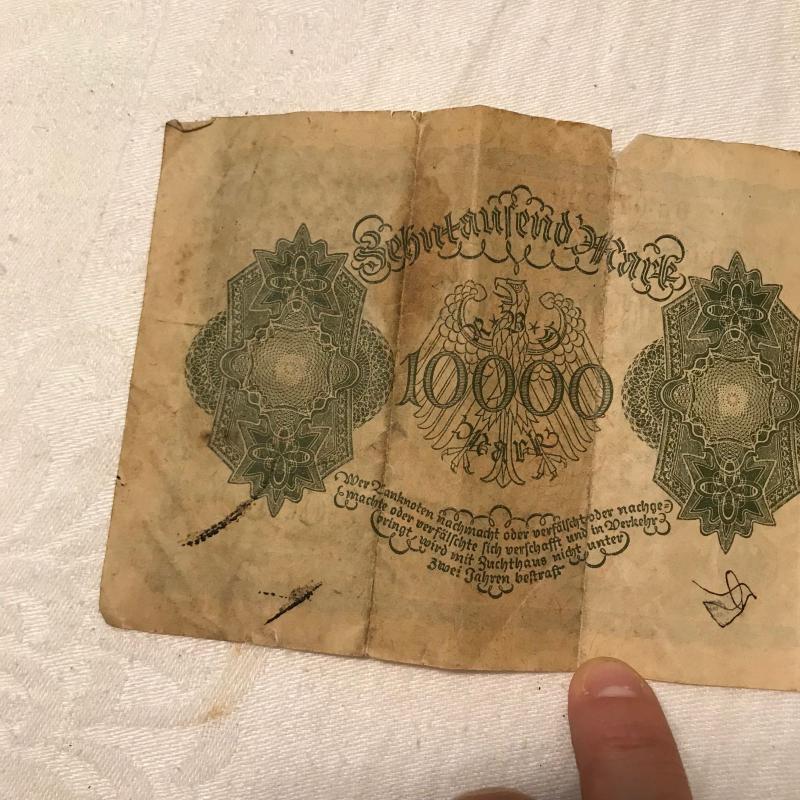 Zehntausend Mark
R·B·D
10000
Mark
Wer Banknoten nachmacht oder verfälscht oder nachge-
machte oder verfälschte sich verschafft und in Verkehr
bringt, wird mit Zuchthaus nicht unter
zwei Jahren bestraft